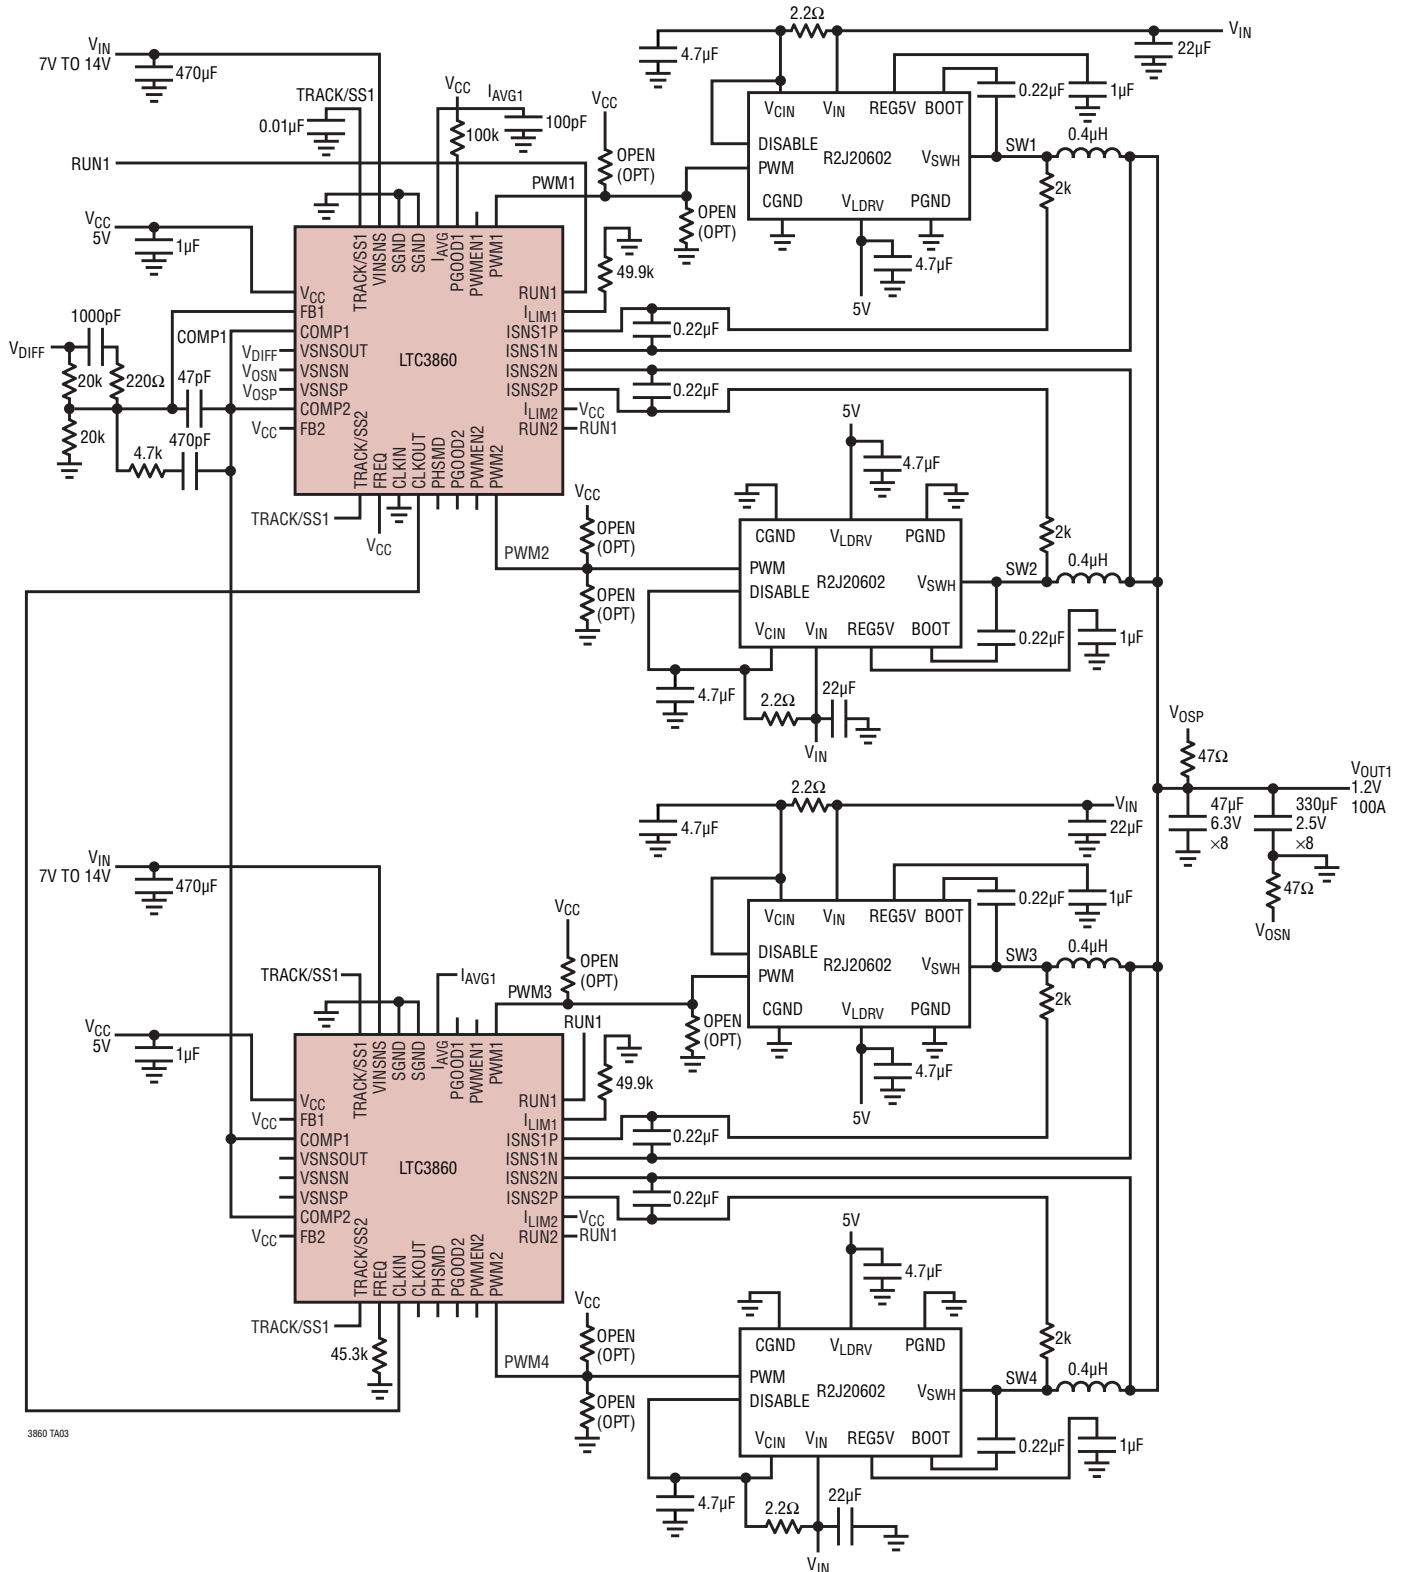 VIN
7V TO 14V
470µF
TRACK/SS1
0.01µF
RUN1
VCC
IAVG1
100k
100pF
VCC
OPEN
(OPT)
PWM1
OPEN
(OPT)
2.2Ω
4.7µF
VIN
22µF
VCIN
VIN
REG5V
BOOT
DISABLE
R2J20602
VSWH
PWM
CGND
VLDRV
PGND
0.22µF
1µF
SW1
0.4µH
2k
4.7µF
5V
VCC
5V
1µF
TRACK/SS1
VINSNS
SGND
SGND
IAVG
PGOOD1
PWMEN1
PWM1
VCC
FB1
COMP1
VSNSOUT
VSNSN
VSNSP
COMP2
FB2
LTC3860
RUN1
ILIM1
ISNS1P
ISNS1N
ISNS2N
ISNS2P
ILIM2
RUN2
TRACK/SS2
FREQ
CLKIN
CLKOUT
PHSMD
PGOOD2
PWMEN2
PWM2
49.9k
0.22µF
0.22µF
VCC
RUN1
1000pF
COMP1
VDIFF
VDIFF
VOSN
VOSP
20k
220Ω
47pF
VCC
20k
470pF
4.7k
TRACK/SS1
VCC
VCC
OPEN
(OPT)
PWM2
OPEN
(OPT)
5V
4.7µF
CGND
VLDRV
PGND
PWM
DISABLE
R2J20602
VSWH
VCIN
VIN
REG5V
BOOT
2k
SW2
0.4µH
0.22µF
1µF
4.7µF
2.2Ω
22µF
VIN
VOSP
47Ω
VOUT1
1.2V
100A
47µF
6.3V
×8
330µF
2.5V
×8
47Ω
VOSN
VIN
7V TO 14V
470µF
TRACK/SS1
IAVG1
VCC
OPEN
(OPT)
PWM3
RUN1
OPEN
(OPT)
2.2Ω
4.7µF
VIN
22µF
VCIN
VIN
REG5V
BOOT
DISABLE
R2J20602
VSWH
PWM
CGND
VLDRV
PGND
0.22µF
1µF
SW3
0.4µH
2k
4.7µF
5V
VCC
5V
1µF
TRACK/SS1
VINSNS
SGND
SGND
IAVG
PGOOD1
PWMEN1
PWM1
VCC
FB1
COMP1
VSNSOUT
VSNSN
VSNSP
COMP2
FB2
LTC3860
RUN1
ILIM1
ISNS1P
ISNS1N
ISNS2N
ISNS2P
ILIM2
RUN2
TRACK/SS2
FREQ
CLKIN
CLKOUT
PHSMD
PGOOD2
PWMEN2
PWM2
VCC
VCC
49.9k
0.22µF
0.22µF
VCC
RUN1
TRACK/SS1
45.3k
VCC
OPEN
(OPT)
PWM4
OPEN
(OPT)
5V
4.7µF
CGND
VLDRV
PGND
PWM
DISABLE
R2J20602
VSWH
VCIN
VIN
REG5V
BOOT
2k
SW4
0.4µH
0.22µF
1µF
4.7µF
2.2Ω
22µF
VIN
3860 TA03